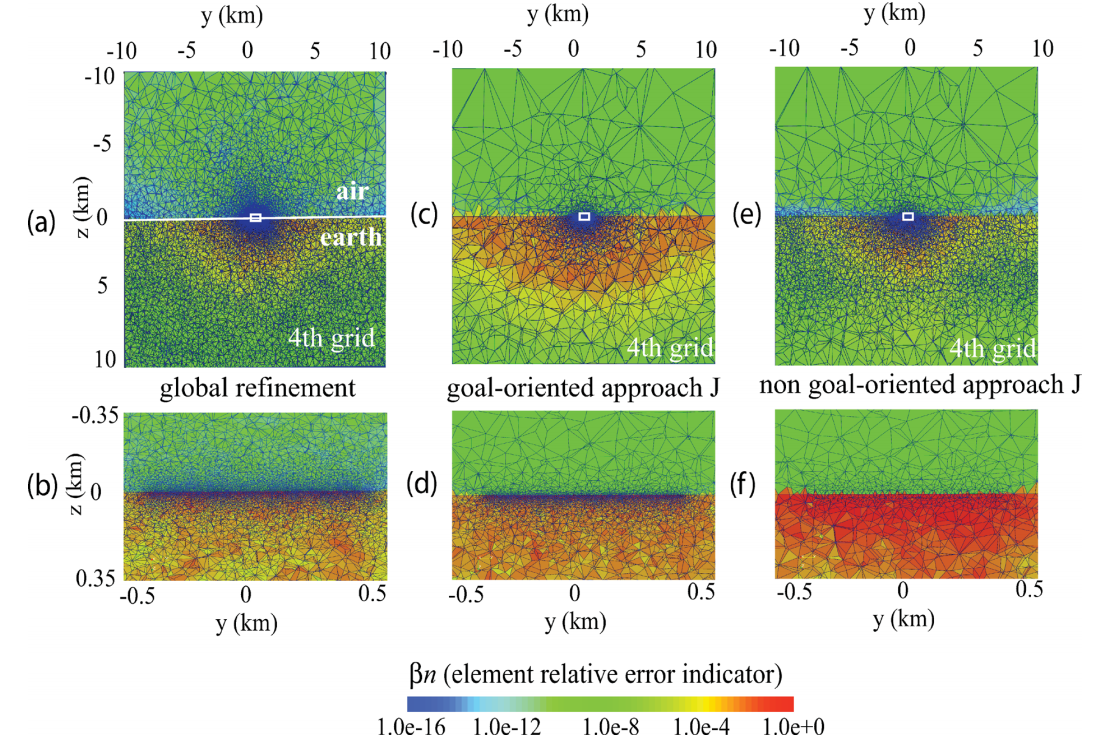 y (km)
y (km)
y (km)
-10 -5 0 5 10
-10 -5 0 5 10
-10 -5 0 5 10
-10
-5
0
5
10
z (km)
(a)
air
earth
4th grid
(c)
4th grid
(e)
4th grid
global refinement
goal-oriented approach J
non goal-oriented approach J
-0.35
0
0.35
z (km)
(b)
(d)
(f)
-0.5 0 0.5
-0.5 0 0.5
-0.5 0 0.5
y (km)
y (km)
y (km)
βn (element relative error indicator)
1.0e-16 1.0e-12 1.0e-8 1.0e-4 1.0e+0